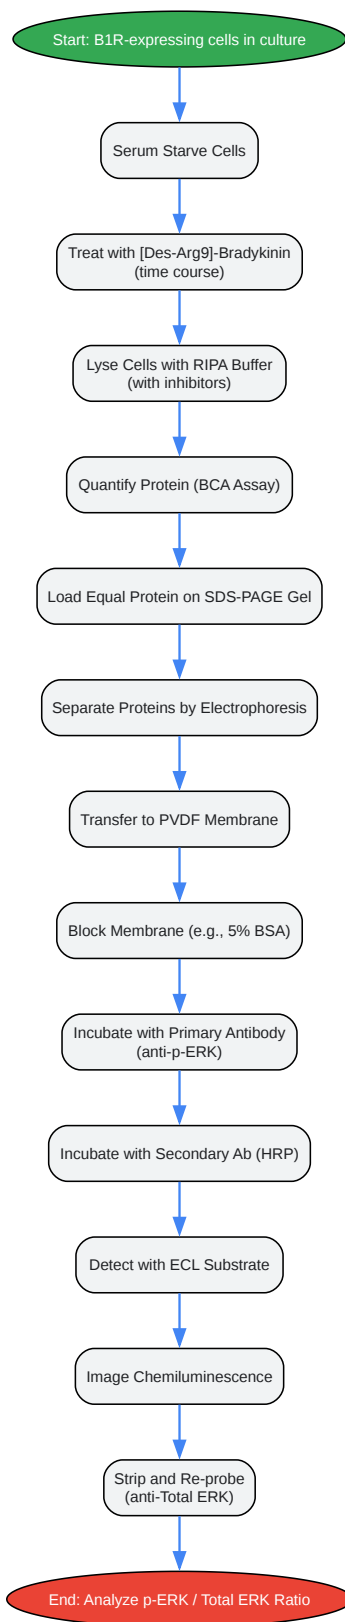 Start: B1R-expressing cells in culture
Serum Starve Cells
Treat with [Des-Arg9]-Bradykinin
(time course)
Lyse Cells with RIPA Buffer
(with inhibitors)
Quantify Protein (BCA Assay)
Load Equal Protein on SDS-PAGE Gel
Separate Proteins by Electrophoresis
Transfer to PVDF Membrane
Block Membrane (e.g., 5% BSA)
Incubate with Primary Antibody
(anti-p-ERK)
Incubate with Secondary Ab (HRP)
Detect with ECL Substrate
Image Chemiluminescence
Strip and Re-probe
(anti-Total ERK)
End: Analyze p-ERK / Total ERK Ratio